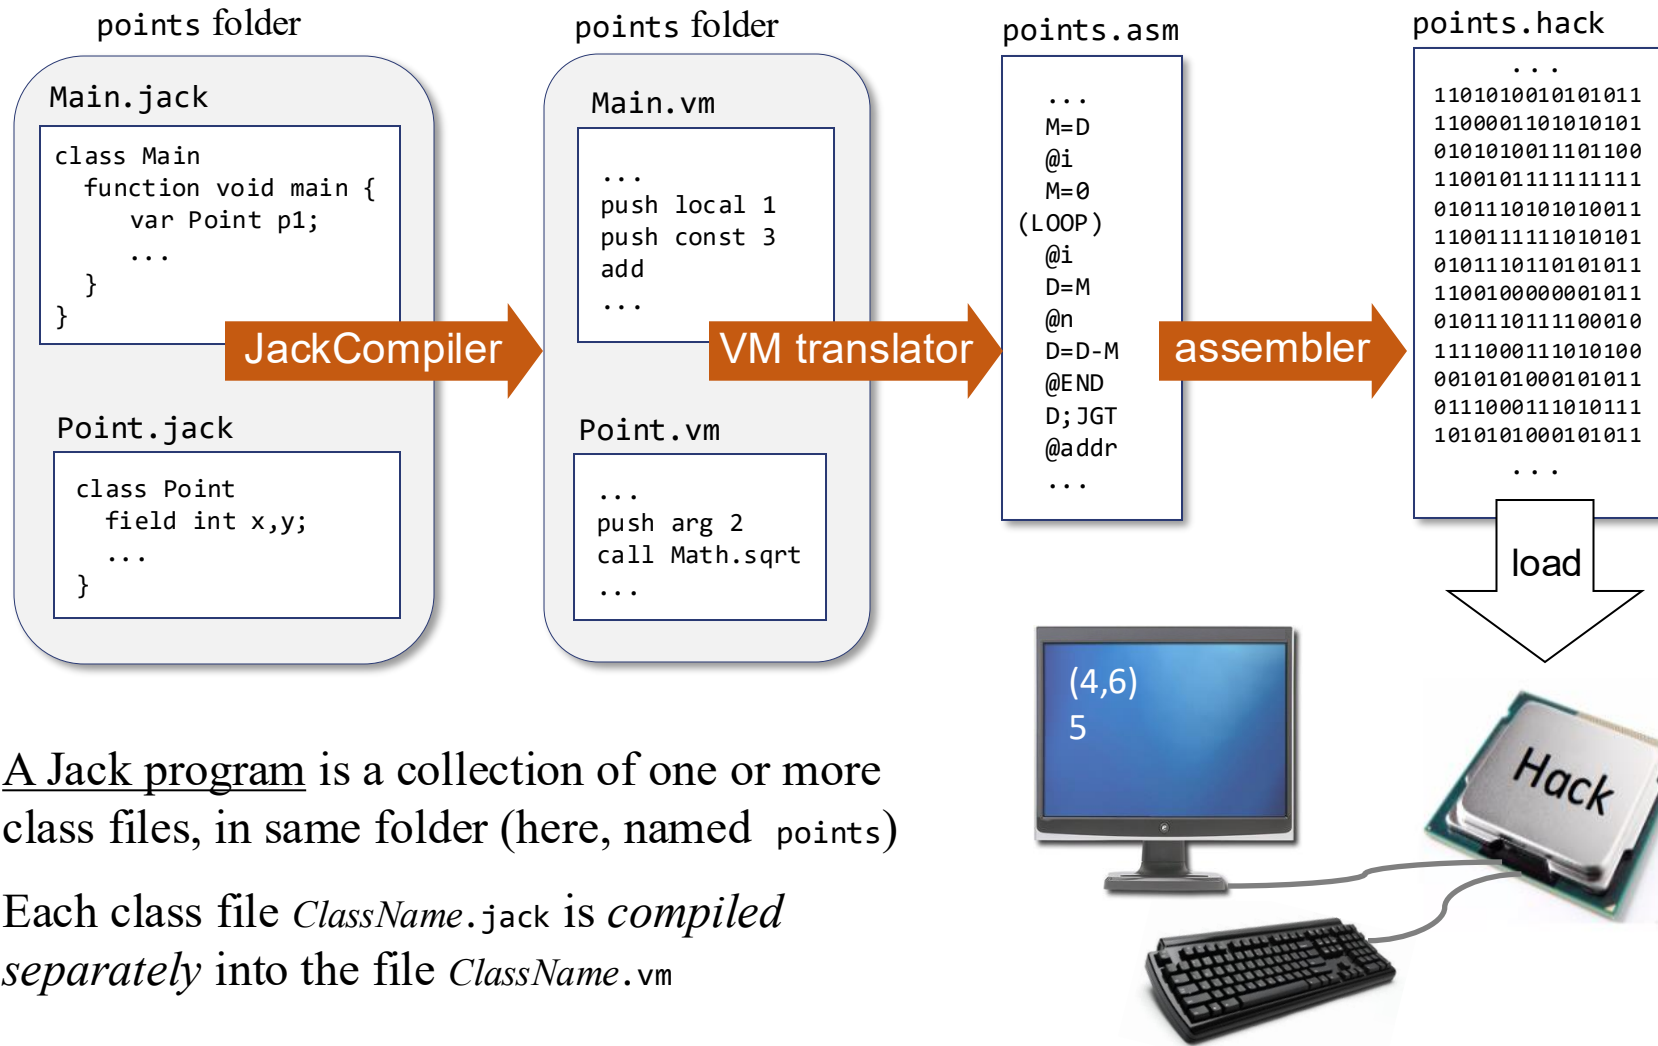 points folder
Main.jack
class Main
function void main {
var Point p1;
...
}
}
Point.jack
class Point
field int x,y;
...
}
JackCompiler
points folder
Main.vm
...
push local 1
push const 3
add
...
Point.vm
...
push arg 2
call Math.sqrt
...
VM translator
points.asm
...
M=D
@i
M=0
(LOOP)
@i
D=M
@n
D=D-M
@END
D;JGT
@addr
...
assembler
points.hack
...
1101010010101011
1100001101010101
0101010011101100
1100101111111111
0101110101010011
1100111111010101
0101110110101011
1100100000001011
0101110111100010
1111000111010100
0010101000101011
0111000111010111
1010101000101011
...
load
(4,6)
5
Hack
A Jack program is a collection of one or more
class files, in same folder (here, named points)
Each class file ClassName.jack is compiled
separately into the file ClassName.vm